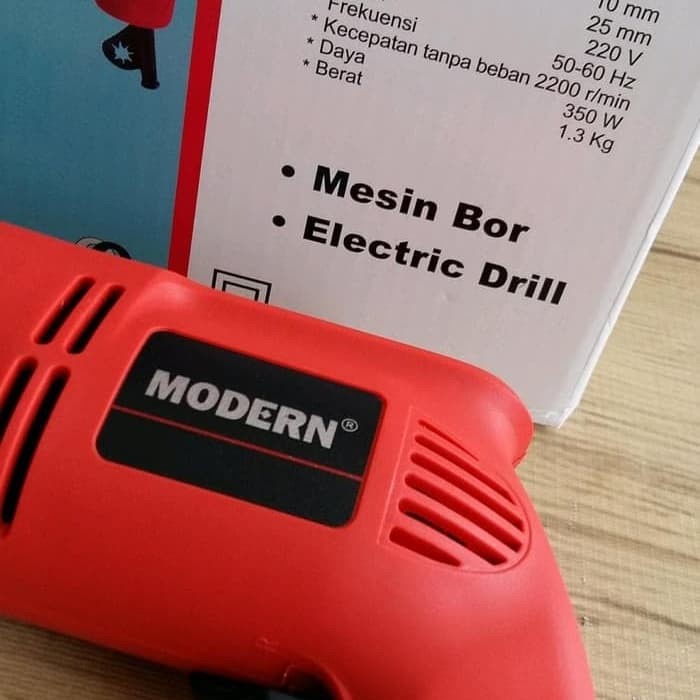 10 mm
25 mm
220 V
Frekuensi 50-60 Hz
* Kecepatan tanpa beban 2200 r/min
* Daya 350 W
* Berat 1.3 Kg
• Mesin Bor
• Electric Drill
MODERN®
R